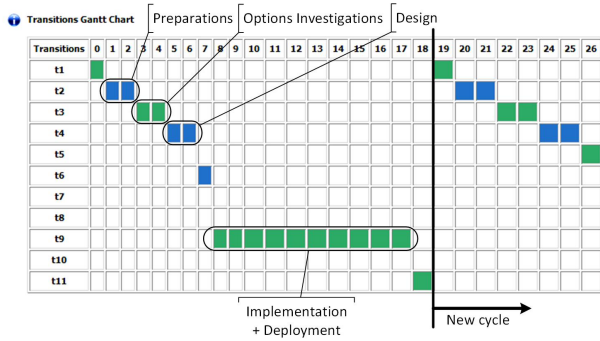 Transitions Gantt Chart
Preparations
Options Investigations
Design
Transitions 0 1 2 3 4 5 6 7 8 9 10 11 12 13 14 15 16 17 18 19 20 21 22 23 24 25 26
t1
t2
t3
t4
t5
t6
t7
t8
t9
t10
t11
Implementation
+ Deployment
New cycle